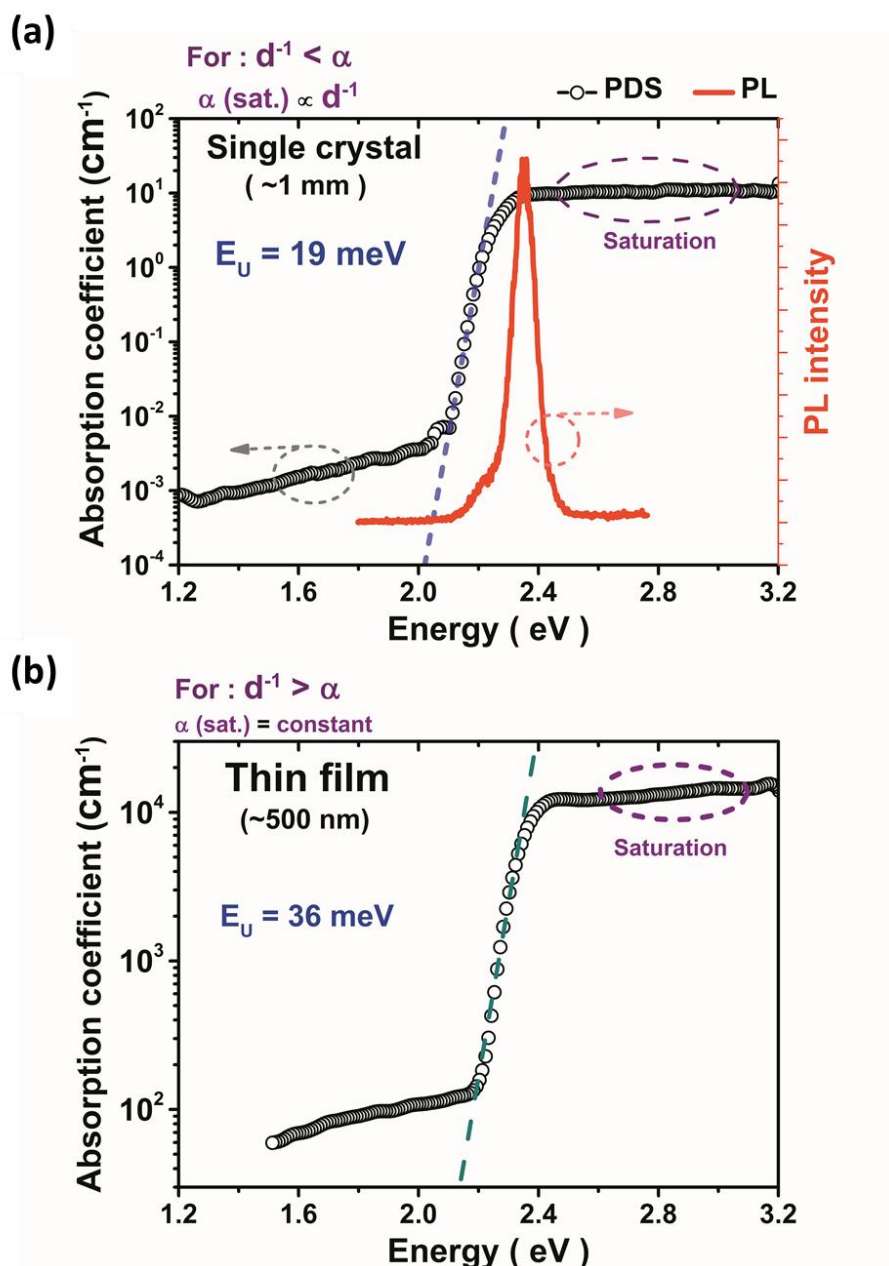 (a)
For : d⁻¹ < α
α (sat.) ∝ d⁻¹
PDS
PL
Single crystal
( ~1 mm )
E_U = 19 meV
Saturation
Absorption coefficient (cm⁻¹)
10²
10¹
10⁰
10⁻¹
10⁻²
10⁻³
10⁻⁴
PL intensity
1.2 1.6 2.0 2.4 2.8 3.2
Energy ( eV )
(b)
For : d⁻¹ > α
α (sat.) = constant
Thin film
(~500 nm)
E_U = 36 meV
Saturation
Absorption coefficient (cm⁻¹)
10⁴
10³
10²
1.2 1.6 2.0 2.4 2.8 3.2
Energy ( eV )